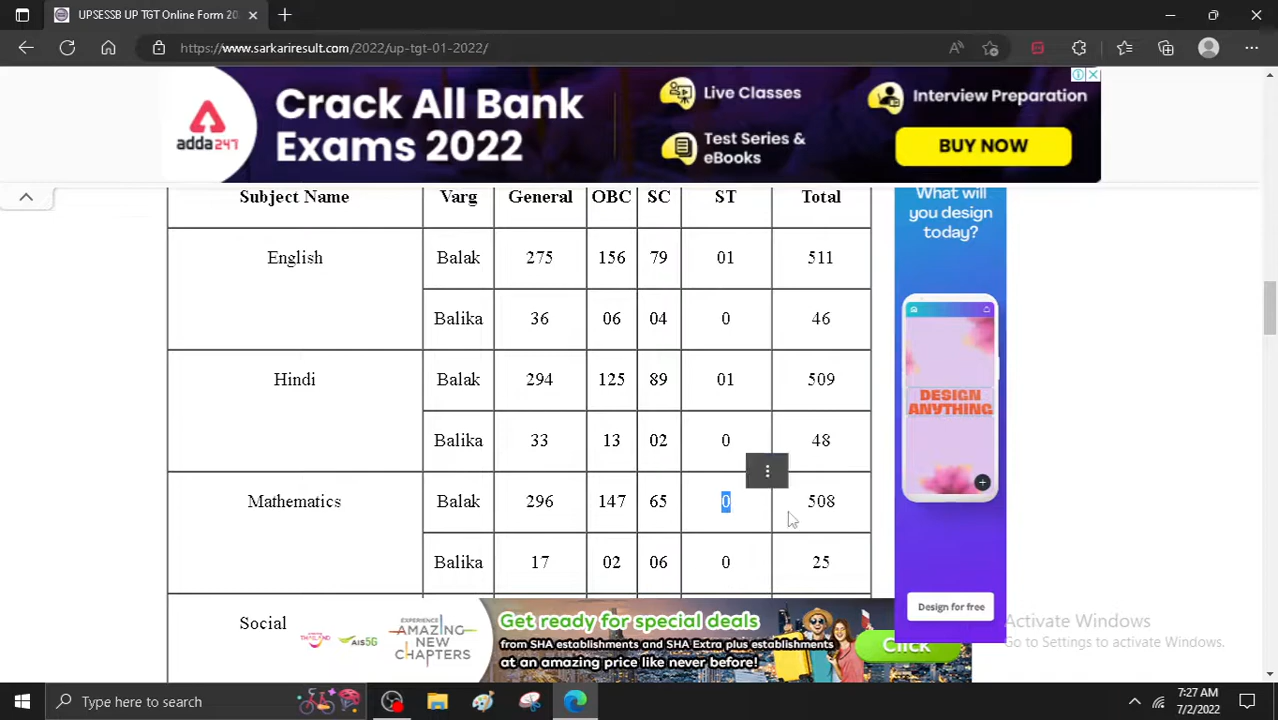 UPSESSB UP TGT Online Form 20
https://www.sarkariresult.com/2022/up-tgt-01-2022/
adda247
Crack All Bank
Exams 2022
Live Classes
Test Series &
eBooks
Interview Preparation
BUY NOW
Subject Name Varg General OBC SC ST Total
English Balak 275 156 79 01 511
Balika 36 06 04 0 46
Hindi Balak 294 125 89 01 509
Balika 33 13 02 0 48
Mathematics Balak 296 147 65 0 508
Balika 17 02 06 0 25
Social
What will
you design
today?
DESIGN
ANYTHING
Design for free
EXPERIENCE
AMAZING
NEW
CHAPTERS
AIS 5G
Get ready for special deals
from SHA establishments and SHA Extra plus establishments
at an amazing price like never before!
Click
Activate Windows
Go to Settings to activate Windows.
Type here to search
7:27 AM
7/2/2022